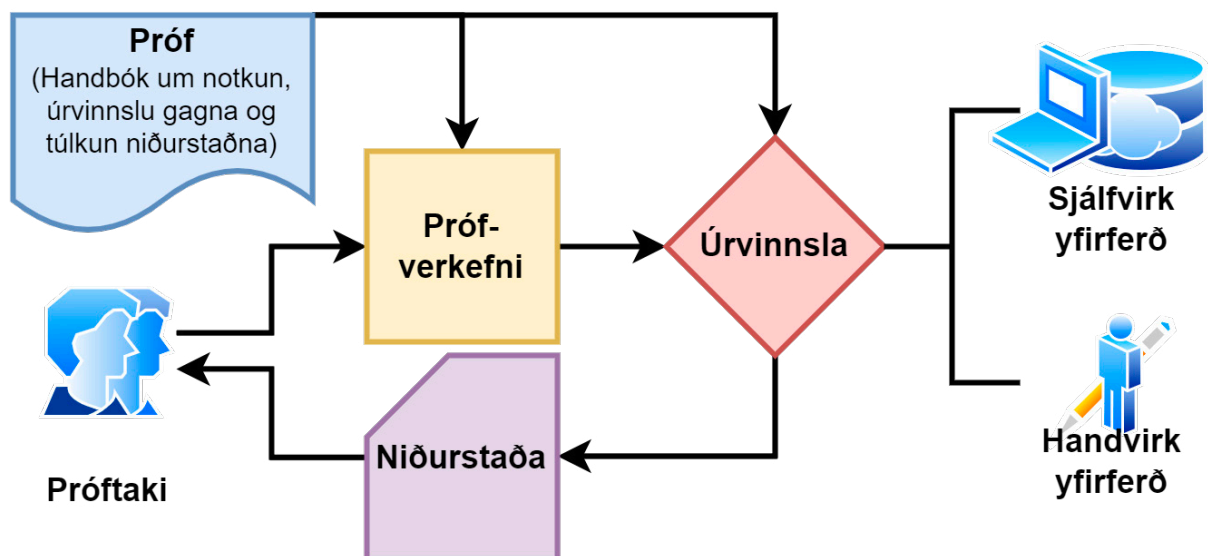 Próf
(Handbók um notkun,
úrvinnslu gagna og
túlkun niðurstaðna)
Próf-
verkefni
Úrvinnsla
Sjálfvirk
yfirferð
Próftaki
Niðurstaða
Handvirk
yfirferð